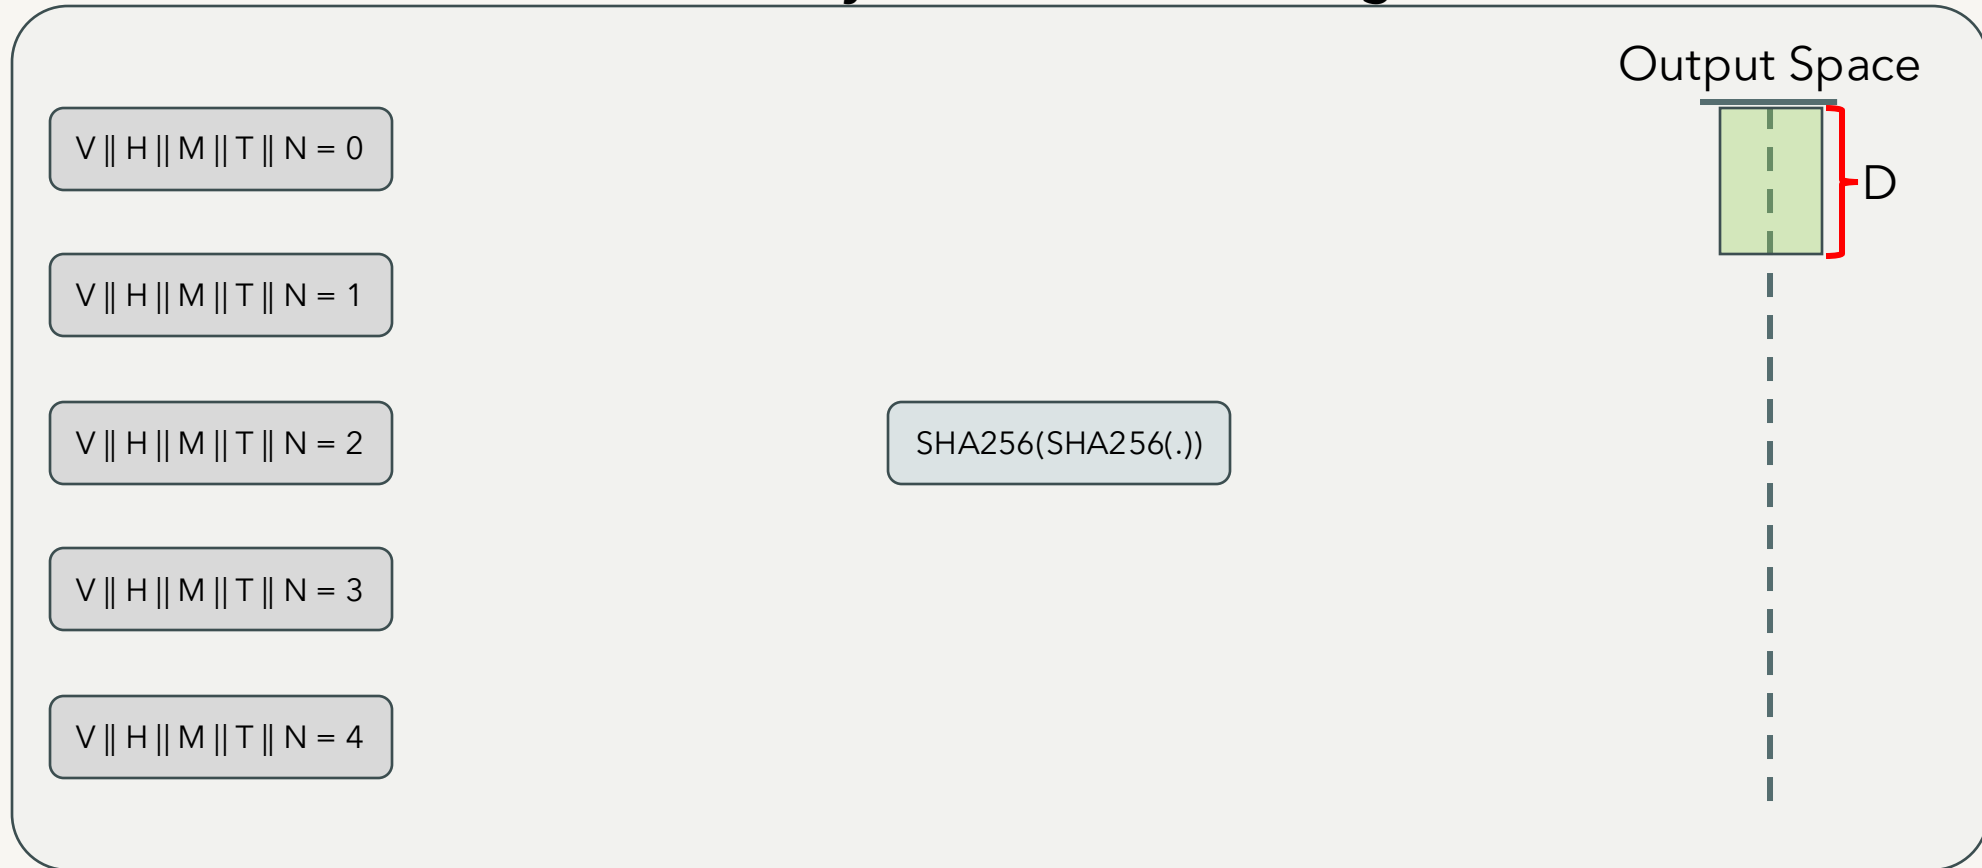 Output Space
V || H || M || T || N = 0
D
V || H || M || T || N = 1
V || H || M || T || N = 2
SHA256(SHA256(.))
V || H || M || T || N = 3
V || H || M || T || N = 4